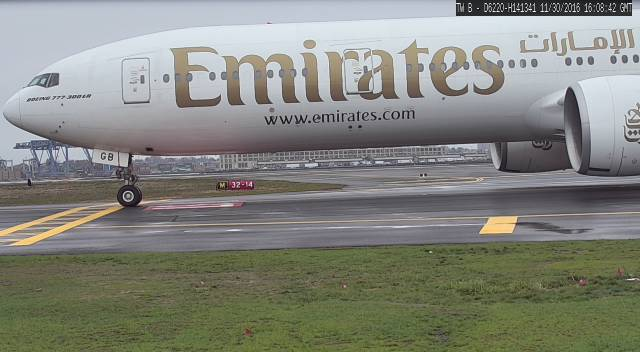 TW B - D6220-H141341 11/30/2016 16:08:42 GMT
Emirates
الإمارات
BOEING 777-300ER
www.emirates.com
GB
M 32-14